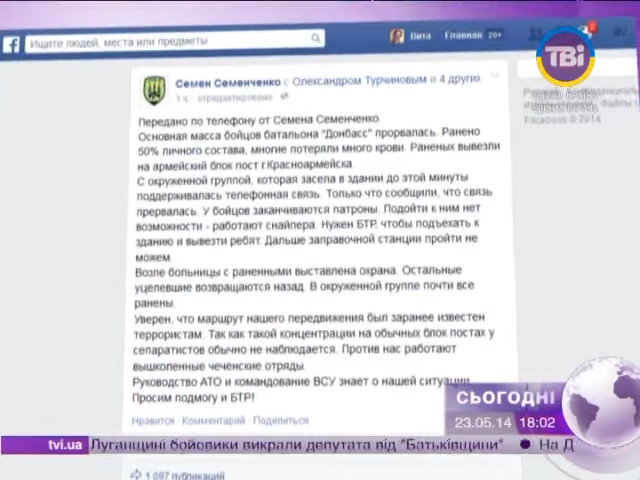 Ищите людей, места или предметы
Вита Главная 20+
ТВi
Семен Семенченко с Олександром Турчиновым и 4 других
1 ч. · отредактировано
Передано по телефону от Семена Семенченко.
Основная масса бойцов батальона "Донбасс" прорвалась. Ранено
50% личного состава, многие потеряли много крови. Раненых вывезли
на армейский блок пост г.Красноармейска.
С окруженной группой, которая засела в здании до этой минуты
поддерживалась телефонная связь. Только что сообщили, что связь
прервалась. У бойцов заканчиваются патроны. Подойти к ним нет
возможности - работают снайпера. Нужен БТР, чтобы подъехать к
зданию и вывезти ребят. Дальше заправочной станции пройти не
можем.
Возле больницы с раненными выставлена охрана. Остальные
уцелевшие возвращаются назад. В окруженной группе почти все
ранены.
Уверен, что маршрут нашего передвижения был заранее известен
террористам. Так как такой концентрации на обычных блок постах у
сепаратистов обычно не наблюдается. Против нас работают
вышколенные чеченские отряды.
Руководство АТО и командование ВСУ знает о нашей ситуации.
Просим подмогу и БТР!
Нравится · Комментарий · Поделиться
1 097 публикаций
Facebook © 2014
СЬОГОДНІ
23.05.14 18:02
tvi.ua Луганщині бойовики викрали депутата від "Батьківщини" ● На Д